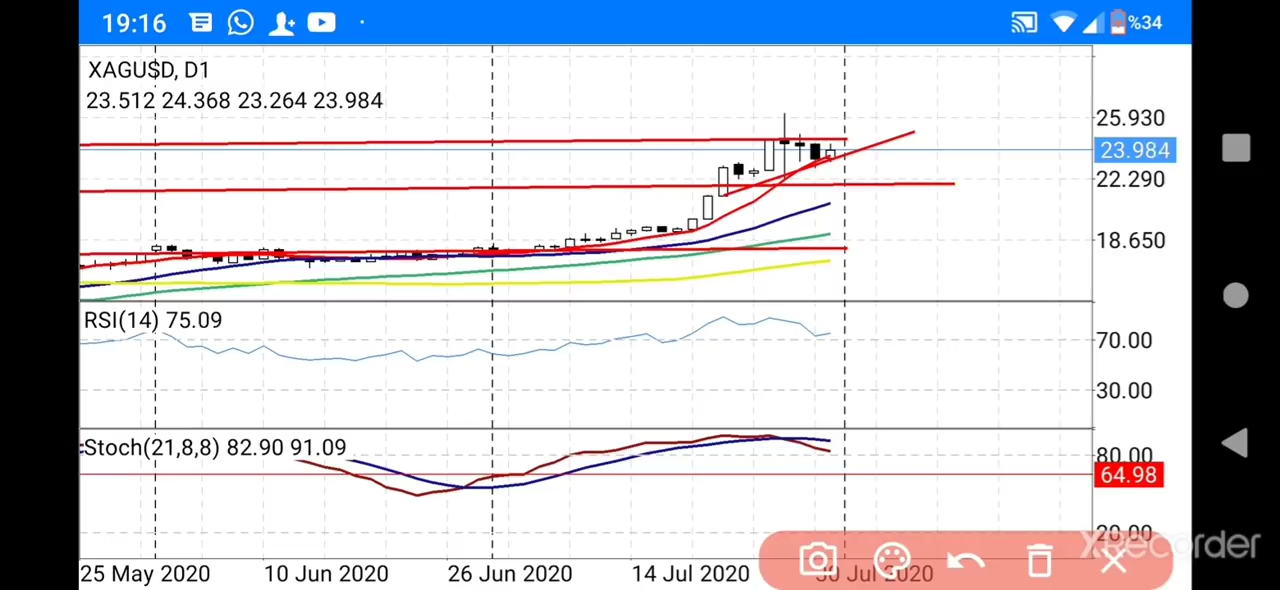 19:16
%34
XAGUSD, D1
23.512 24.368 23.264 23.984
25.930
23.984
22.290
18.650
RSI(14) 75.09
70.00
30.00
Stoch(21,8,8) 82.90 91.09
80.00
64.98
20.00
XRecorder
25 May 2020 10 Jun 2020 26 Jun 2020 14 Jul 2020 30 Jul 2020